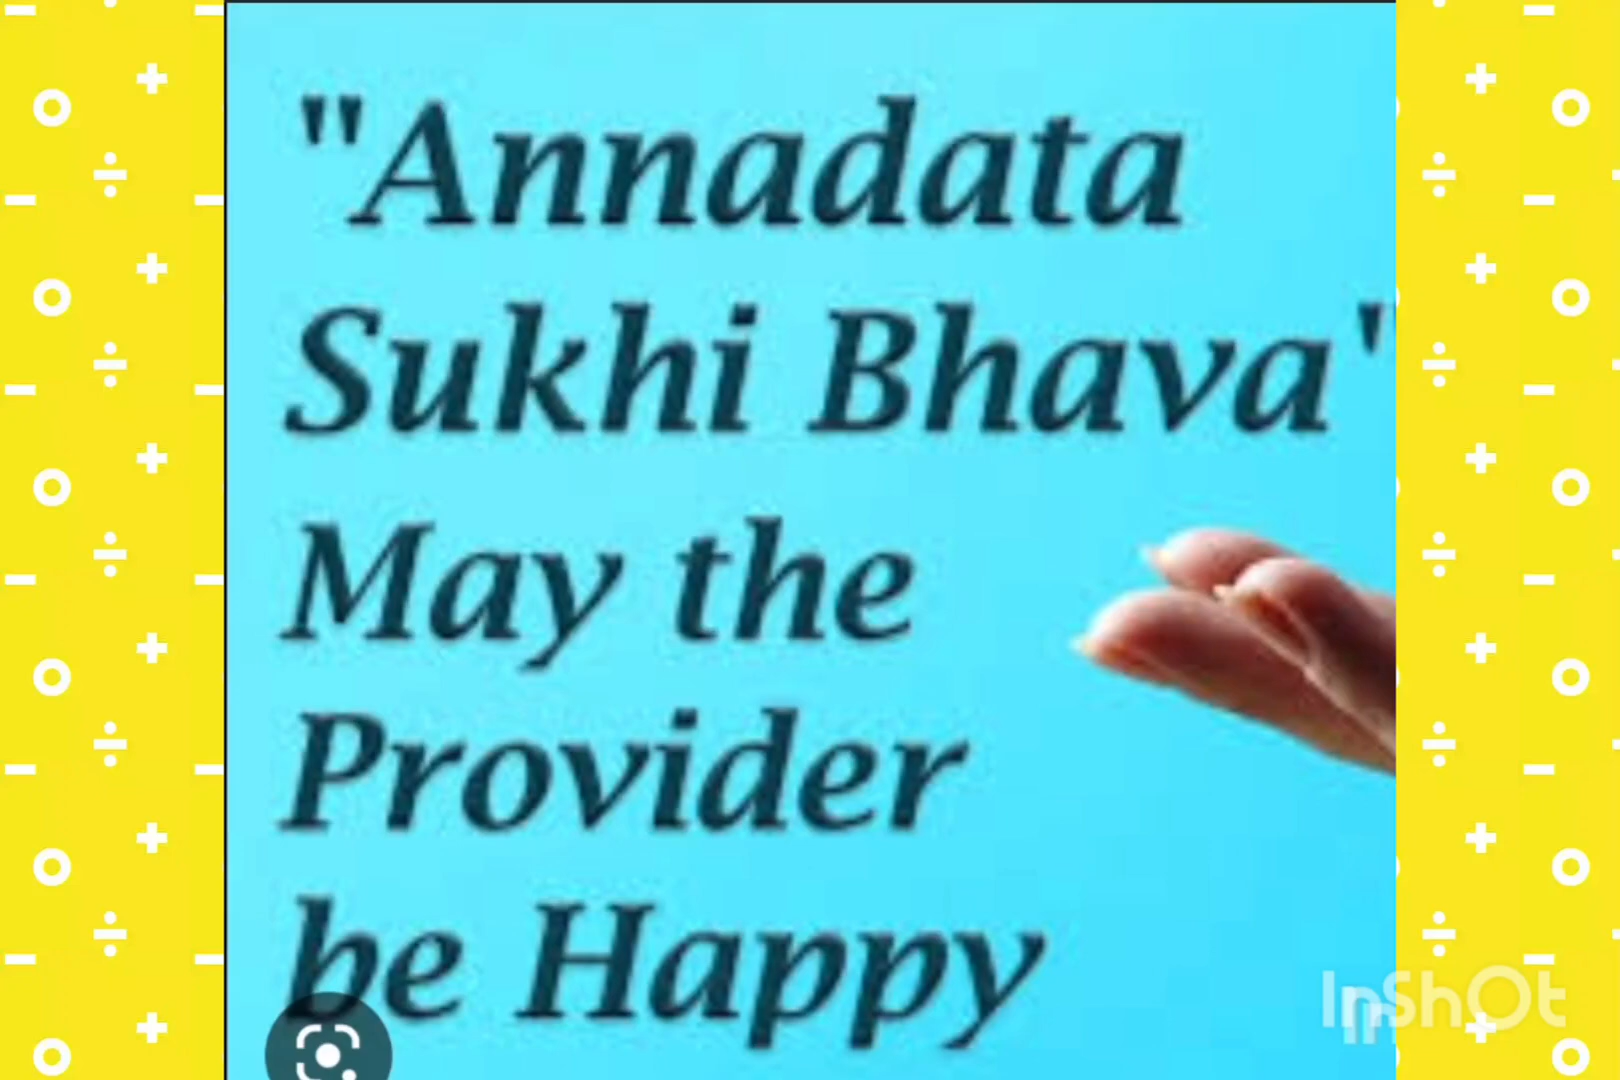 "Annadata
Sukhi Bhava"
May the
Provider
be Happy
InShOt